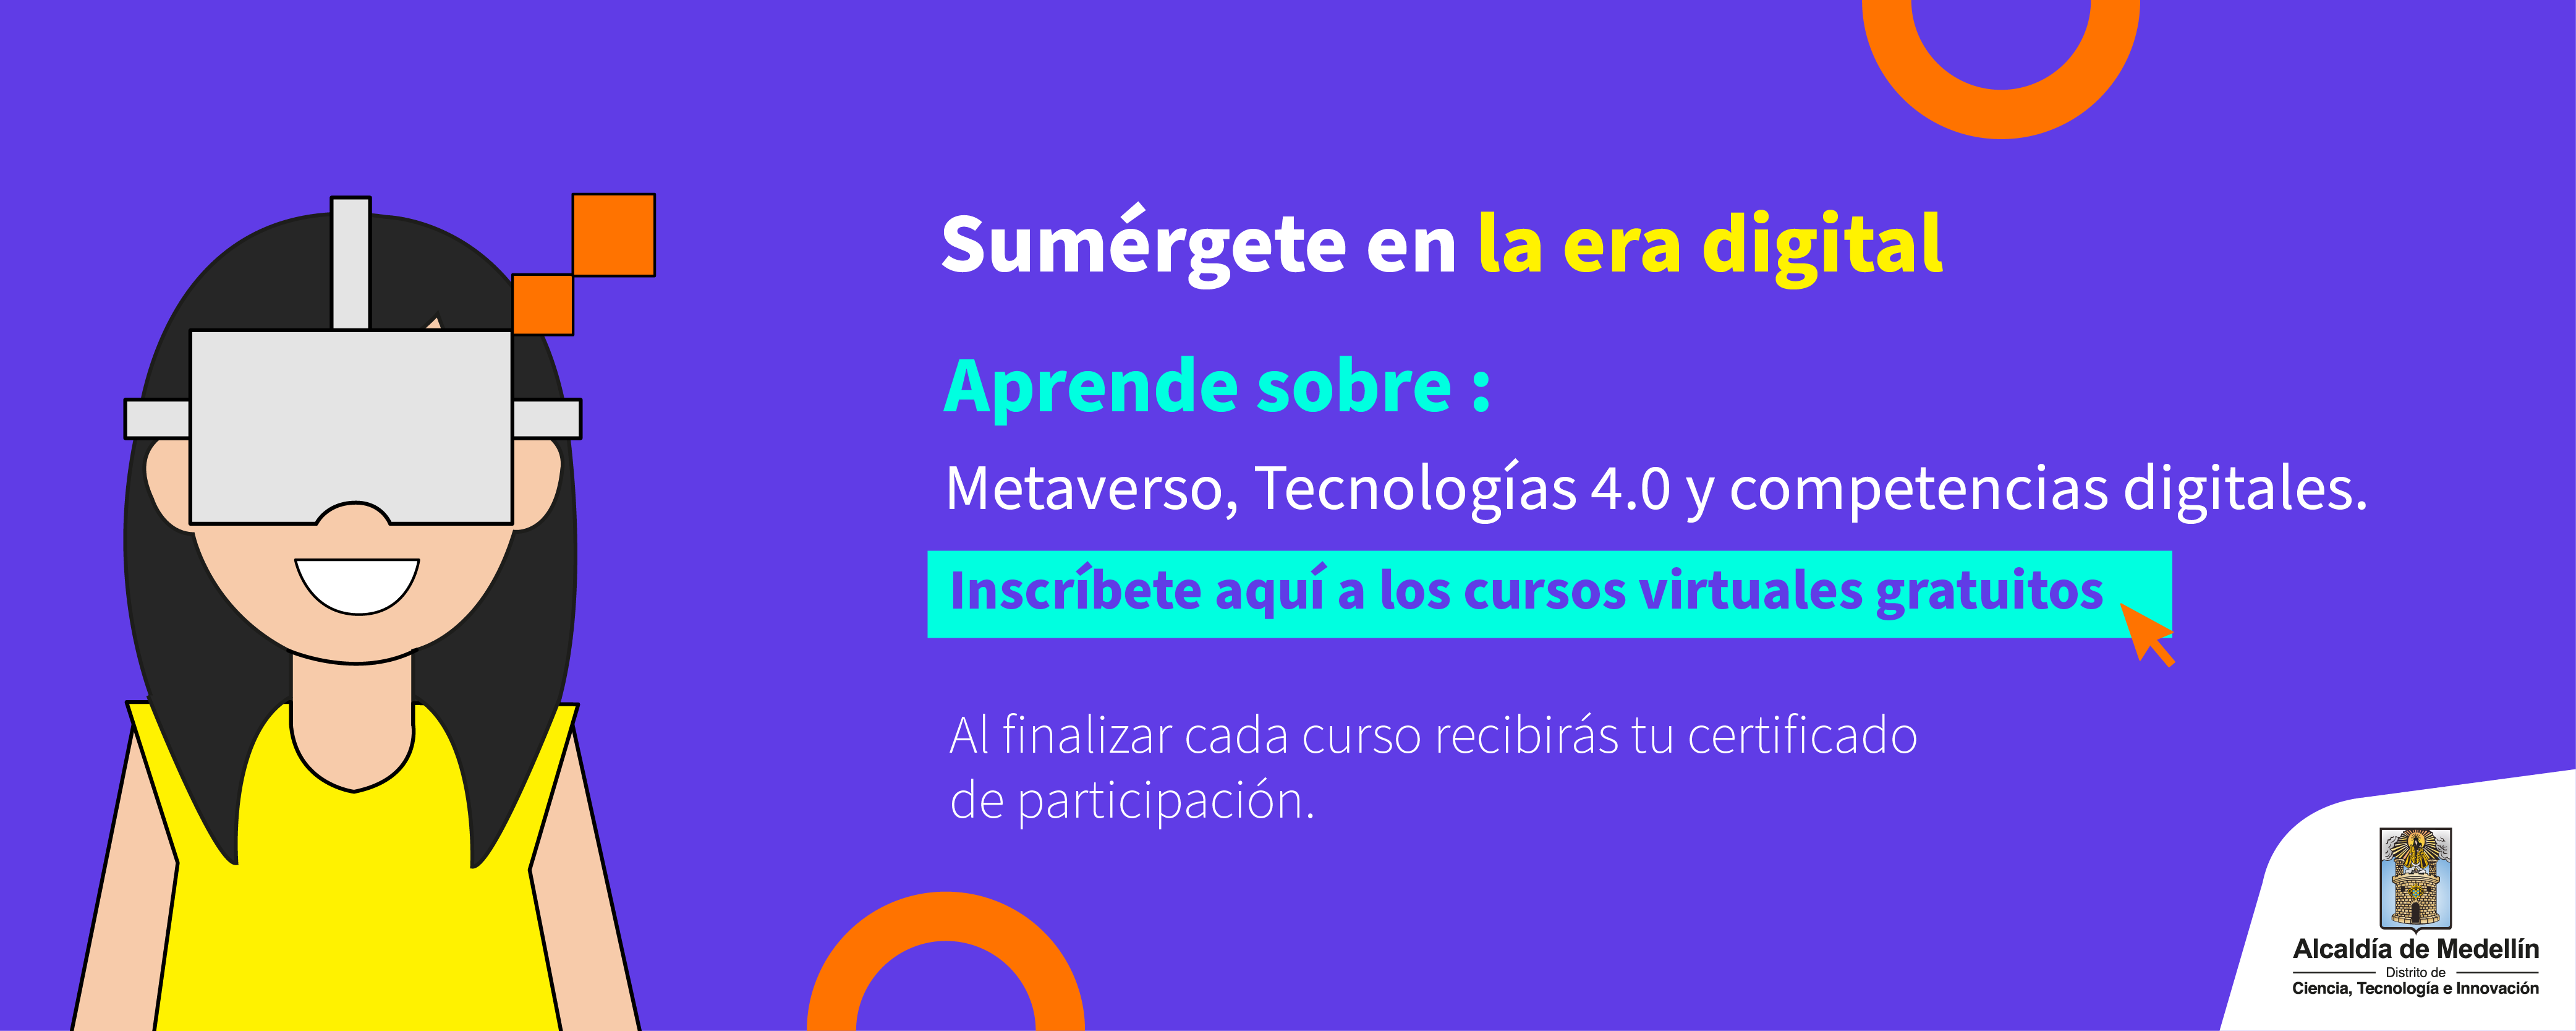 Sumérgete en la era digital
Aprende sobre :
Metaverso, Tecnologías 4.0 y competencias digitales.
Inscríbete aquí a los cursos virtuales gratuitos
Al finalizar cada curso recibirás tu certificado
de participación.
Alcaldía de Medellín
Distrito de
Ciencia, Tecnología e Innovación